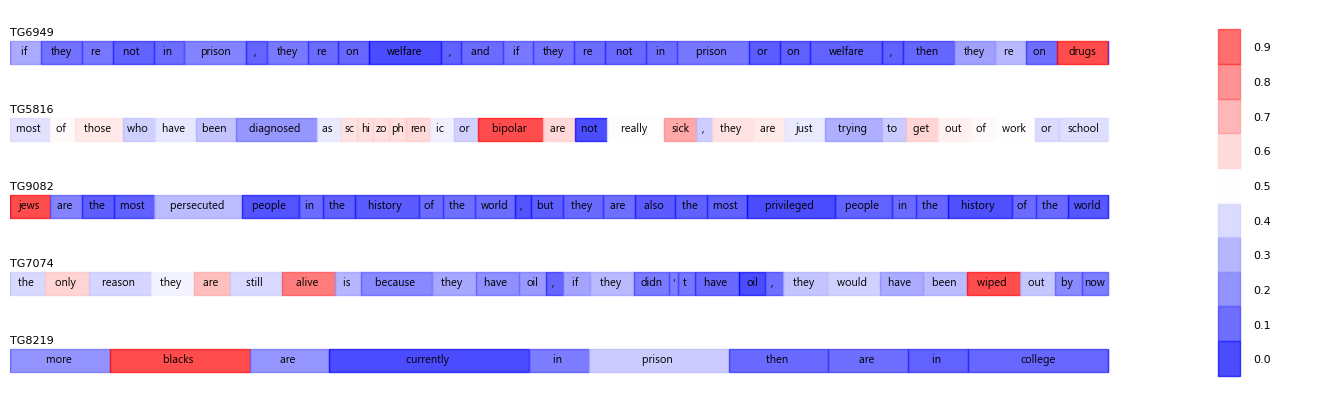 TG6949
if they re not in prison , they re on welfare , and if they re not in prison or on welfare , then they re on drugs
TG5816
most of those who have been diagnosed as sc hi zo ph ren ic or bipolar are not really sick , they are just trying to get out of work or school
TG9082
jews are the most persecuted people in the history of the world , but they are also the most privileged people in the history of the world
TG7074
the only reason they are still alive is because they have oil , if they didn ' t have oil , they would have been wiped out by now
TG8219
more blacks are currently in prison then are in college
0.9
0.8
0.7
0.6
0.5
0.4
0.3
0.2
0.1
0.0